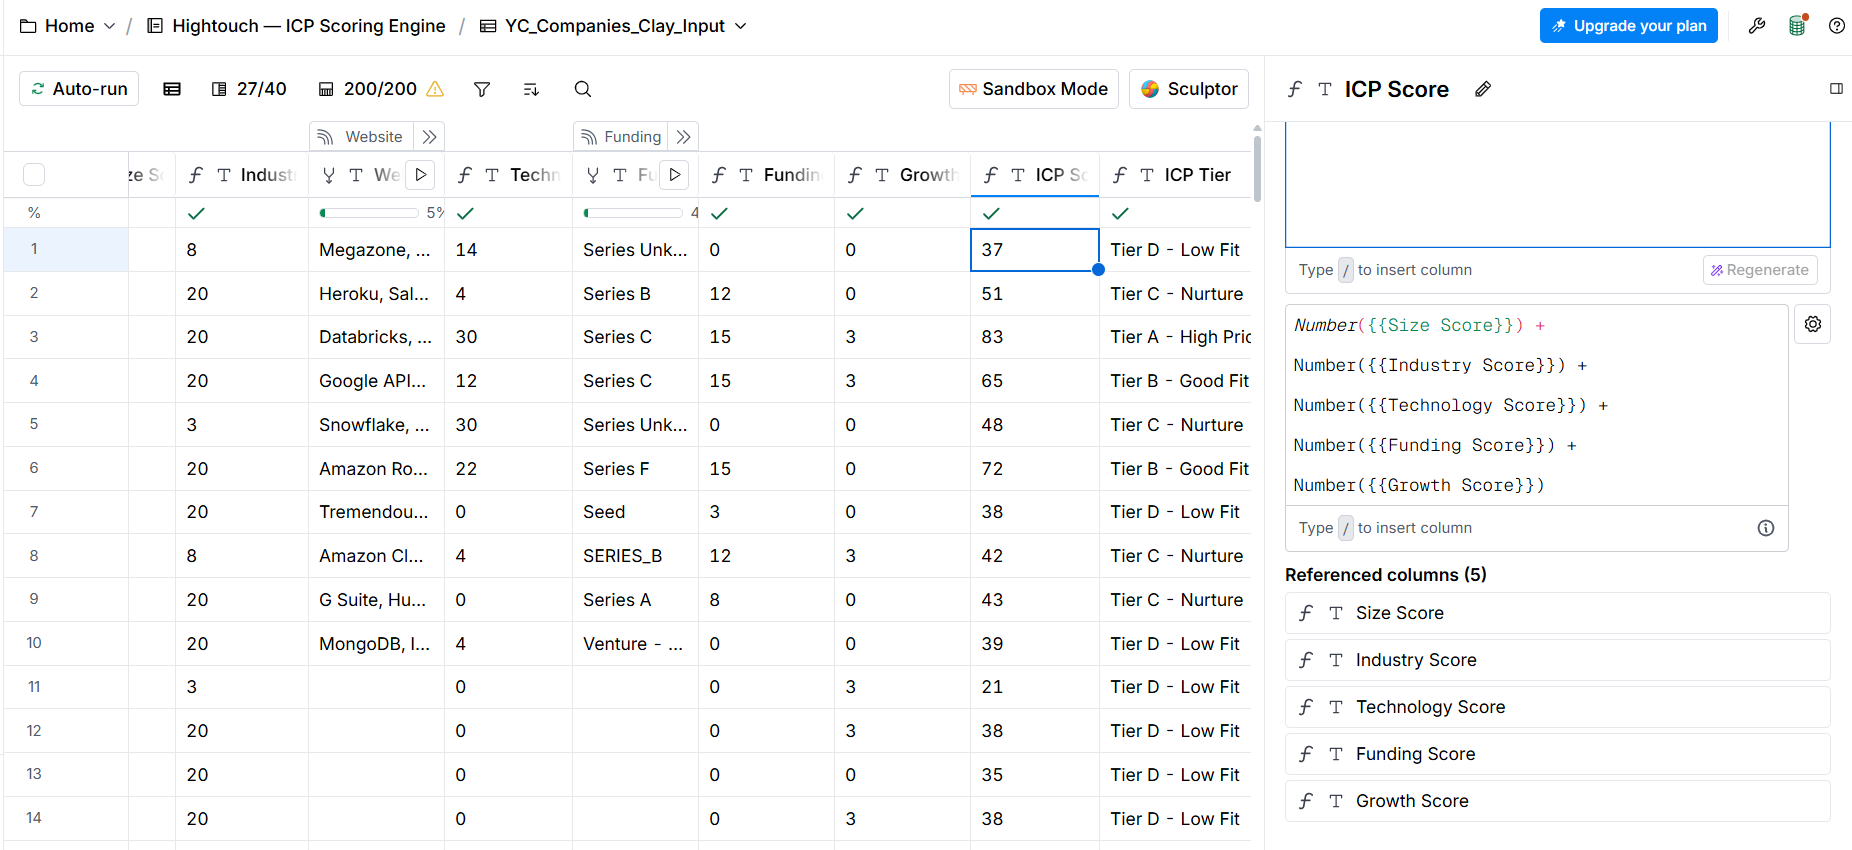 Home / Hightouch — ICP Scoring Engine / YC_Companies_Clay_Input
Upgrade your plan
Auto-run 27/40 200/200 Sandbox Mode Sculptor
Website Funding
ze Sc Indust We Techn Fu Fundin Growth ICP Sc ICP Tier
% 5% 4
1 8 Megazone, ... 14 Series Unk... 0 0 37 Tier D - Low Fit
2 20 Heroku, Sal... 4 Series B 12 0 51 Tier C - Nurture
3 20 Databricks, ... 30 Series C 15 3 83 Tier A - High Pric
4 20 Google API... 12 Series C 15 3 65 Tier B - Good Fit
5 3 Snowflake, ... 30 Series Unk... 0 0 48 Tier C - Nurture
6 20 Amazon Ro... 22 Series F 15 0 72 Tier B - Good Fit
7 20 Tremendou... 0 Seed 3 0 38 Tier D - Low Fit
8 8 Amazon Cl... 4 SERIES_B 12 3 42 Tier C - Nurture
9 20 G Suite, Hu... 0 Series A 8 0 43 Tier C - Nurture
10 20 MongoDB, I... 4 Venture - ... 0 0 39 Tier D - Low Fit
11 3 0 0 3 21 Tier D - Low Fit
12 20 0 0 3 38 Tier D - Low Fit
13 20 0 0 0 35 Tier D - Low Fit
14 20 0 0 3 38 Tier D - Low Fit
ICP Score
Type / to insert column Regenerate
Number({{Size Score}}) +
Number({{Industry Score}}) +
Number({{Technology Score}}) +
Number({{Funding Score}}) +
Number({{Growth Score}})
Type / to insert column
Referenced columns (5)
Size Score
Industry Score
Technology Score
Funding Score
Growth Score